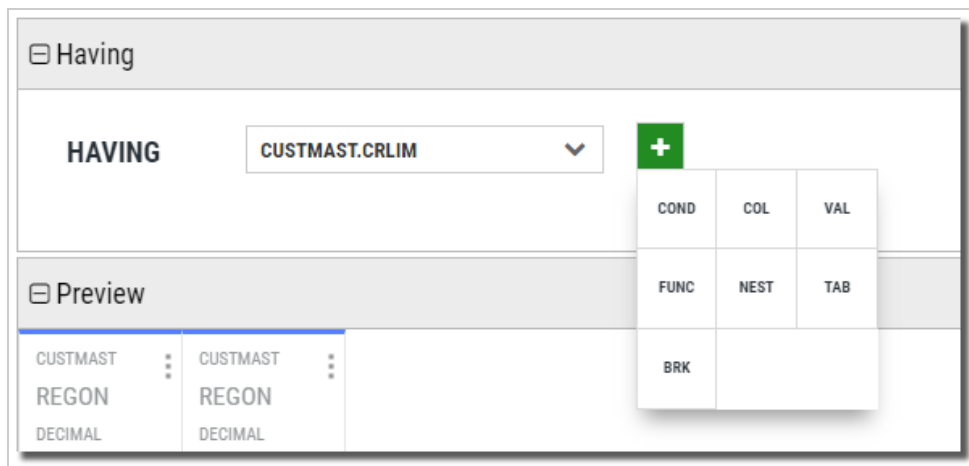 Having
HAVING CUSTMAST.CRLIM +
COND COL VAL
Preview
FUNC NEST TAB
CUSTMAST CUSTMAST
BRK
REGON REGON
DECIMAL DECIMAL